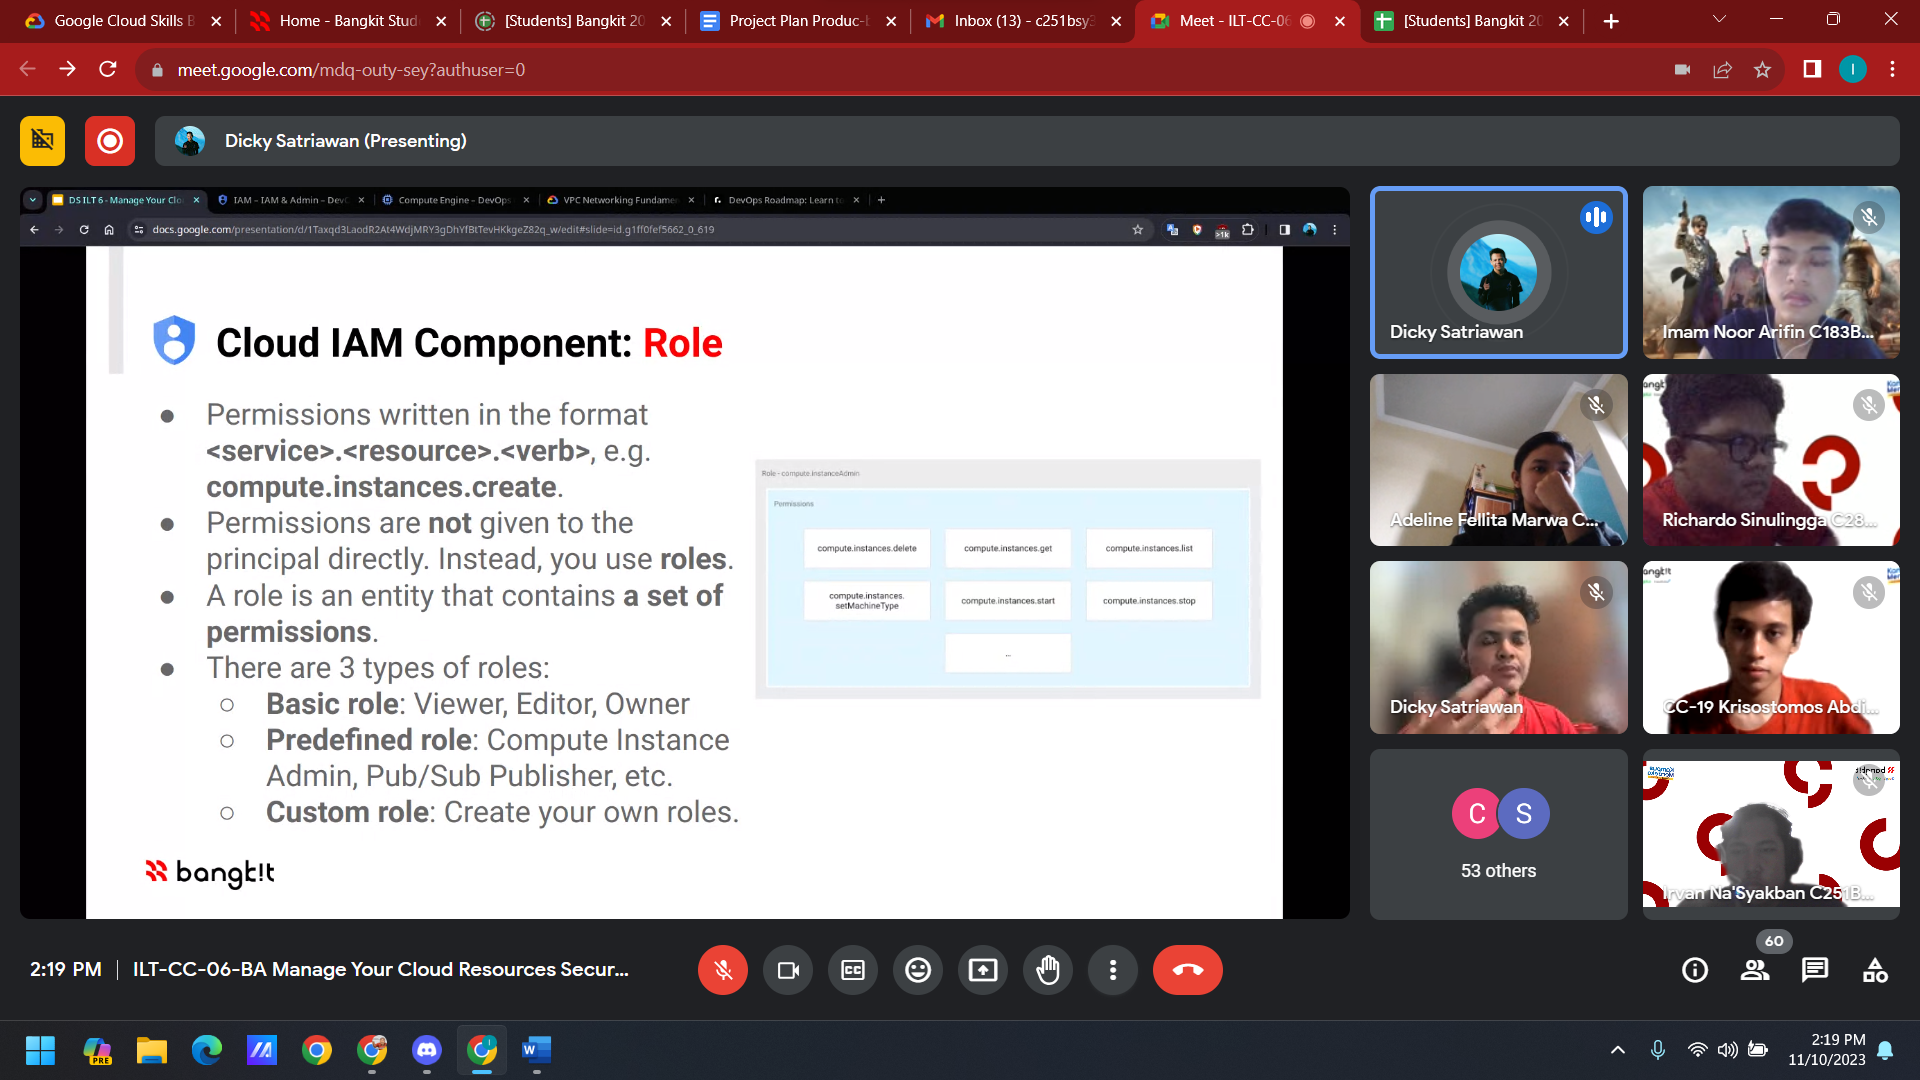 Google Cloud Skills B
Home - Bangkit Stud
[Students] Bangkit 20
Project Plan Produc-
Inbox (13) - c251bsy3
Meet - ILT-CC-06
[Students] Bangkit 20
meet.google.com/mdq-outy-sey?authuser=0
I
Dicky Satriawan (Presenting)
DS ILT 6 - Manage Your Clo
IAM – IAM & Admin – Dev
Compute Engine – DevOps
VPC Networking Fundame
DevOps Roadmap: Learn t
docs.google.com/presentation/d/1Taxqd3LaodR2At4WdjMRY3gDhYfBtTevHKkgeZ82q_w/edit#slide=id.g1ff0fef5662_0_619
>1k
Cloud IAM Component: Role
● Permissions written in the format
<service>.<resource>.<verb>, e.g.
compute.instances.create.
● Permissions are not given to the
principal directly. Instead, you use roles.
● A role is an entity that contains a set of
permissions.
● There are 3 types of roles:
○ Basic role: Viewer, Editor, Owner
○ Predefined role: Compute Instance
Admin, Pub/Sub Publisher, etc.
○ Custom role: Create your own roles.
Role - compute.instanceAdmin
Permissions
compute.instances.delete
compute.instances.get
compute.instances.list
compute.instances.
setMachineType
compute.instances.start
compute.instances.stop
...
bangk!t
Dicky Satriawan
Imam Noor Arifin C183B...
Adeline Fellita Marwa C...
Richardo Sinulingga C28...
Dicky Satriawan
CC-19 Krisostomos Abdi...
C S
53 others
Irvan Na'Syakban C251B...
2:19 PM
ILT-CC-06-BA Manage Your Cloud Resources Secur...
CC
60
PRE
W
2:19 PM
11/10/2023